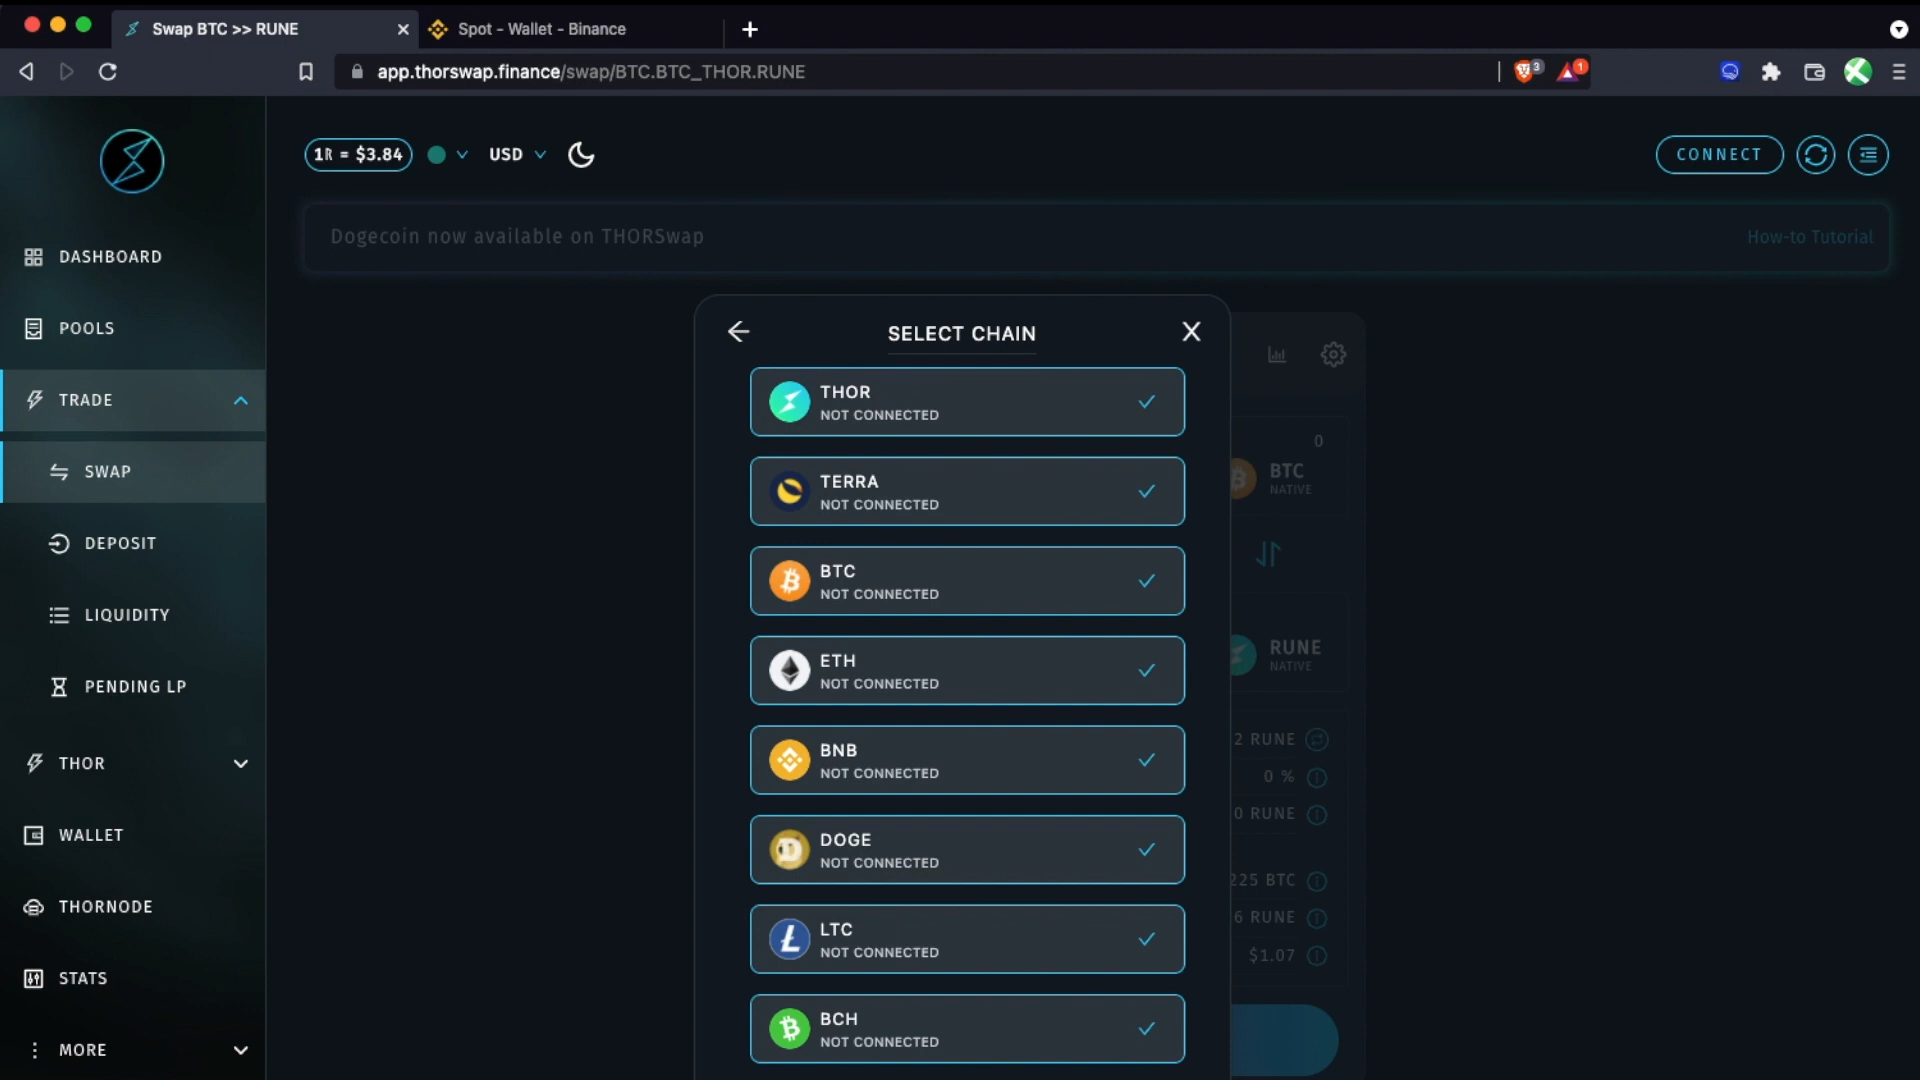 Swap BTC >> RUNE
Spot - Wallet - Binance
app.thorswap.finance/swap/BTC.BTC_THOR.RUNE
3
1
1R = $3.84
USD
CONNECT
Dogecoin now available on THORSwap
How-to Tutorial
DASHBOARD
POOLS
TRADE
SWAP
DEPOSIT
LIQUIDITY
PENDING LP
THOR
WALLET
THORNODE
STATS
MORE
SELECT CHAIN
X
THOR
NOT CONNECTED
TERRA
NOT CONNECTED
BTC
NOT CONNECTED
ETH
NOT CONNECTED
BNB
NOT CONNECTED
DOGE
NOT CONNECTED
LTC
NOT CONNECTED
BCH
NOT CONNECTED
0
BTC
NATIVE
RUNE
NATIVE
2 RUNE
0 %
0 RUNE
225 BTC
6 RUNE
$1.07